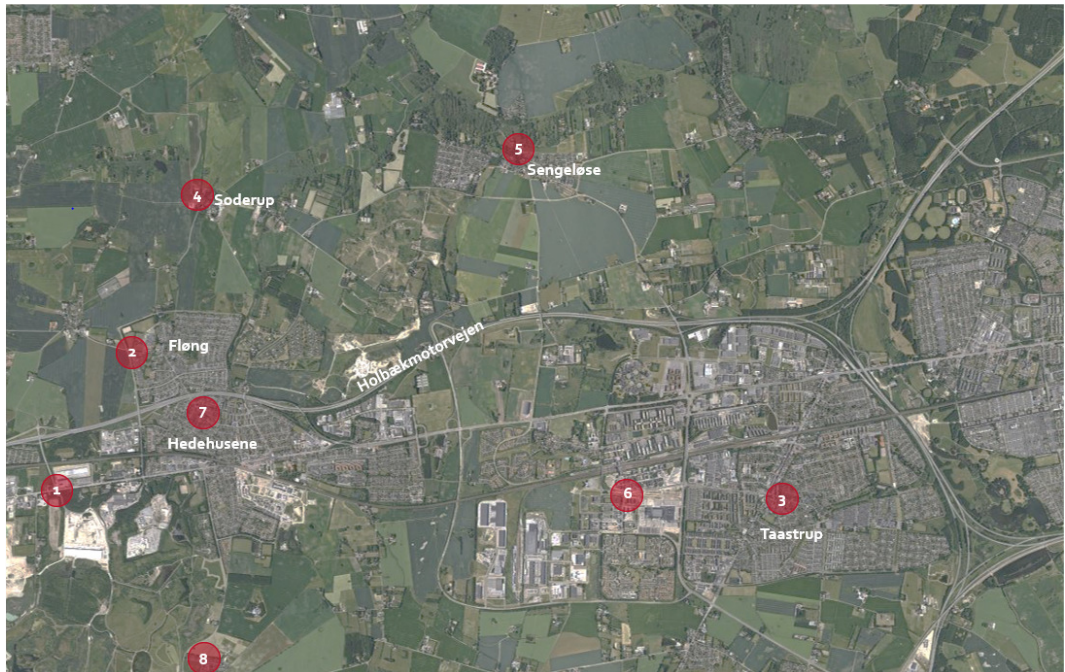 5
Sengeløse
4
Soderup
Holbækmotorvejen
2
Fløng
7
Hedehusene
1
6
3
Taastrup
8